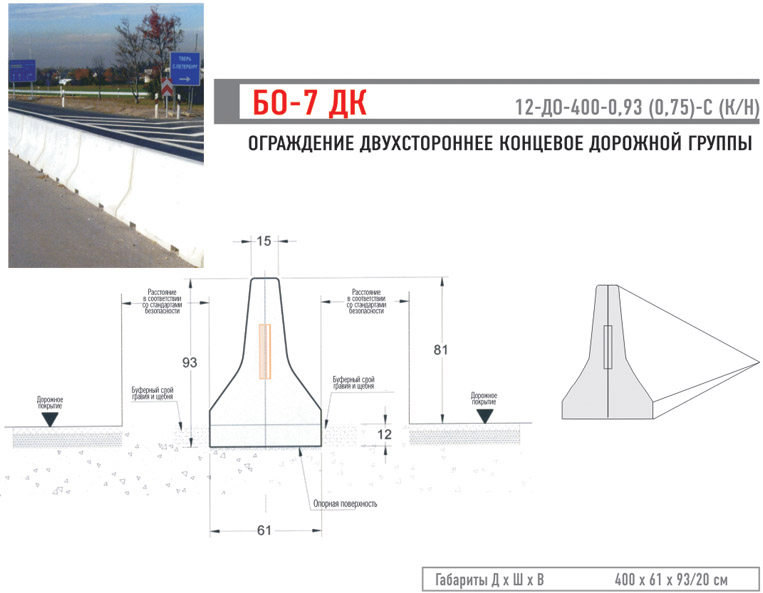 ТВЕРЬ
С.ПЕТЕРБУРГ
БО-7 ДК
12-ДО-400-0,93 (0,75)-С (К/Н)
ОГРАЖДЕНИЕ ДВУХСТОРОННЕЕ КОНЦЕВОЕ ДОРОЖНОЙ ГРУППЫ
15
Расстояние
в соответствии
со стандартами
безопасности
Расстояние
в соответствии
со стандартами
безопасности
93
81
Буферный слой
гравия и щебня
Буферный слой
гравия и щебня
Дорожное
покрытие
Дорожное
покрытие
12
Опорная поверхность
61
Габариты Д х Ш х В 400 х 61 х 93/20 см